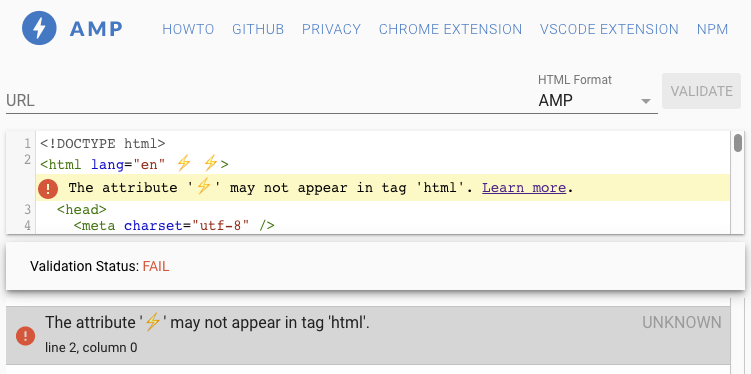 AMP HOWTO GITHUB PRIVACY CHROME EXTENSION VSCODE EXTENSION NPM
HTML Format
URL AMP VALIDATE
1 <!DOCTYPE html>
2 <html lang="en" ⚡ ⚡>
The attribute '⚡' may not appear in tag 'html'. Learn more.
3 <head>
4 <meta charset="utf-8" />
Validation Status: FAIL
The attribute '⚡' may not appear in tag 'html'. UNKNOWN
line 2, column 0